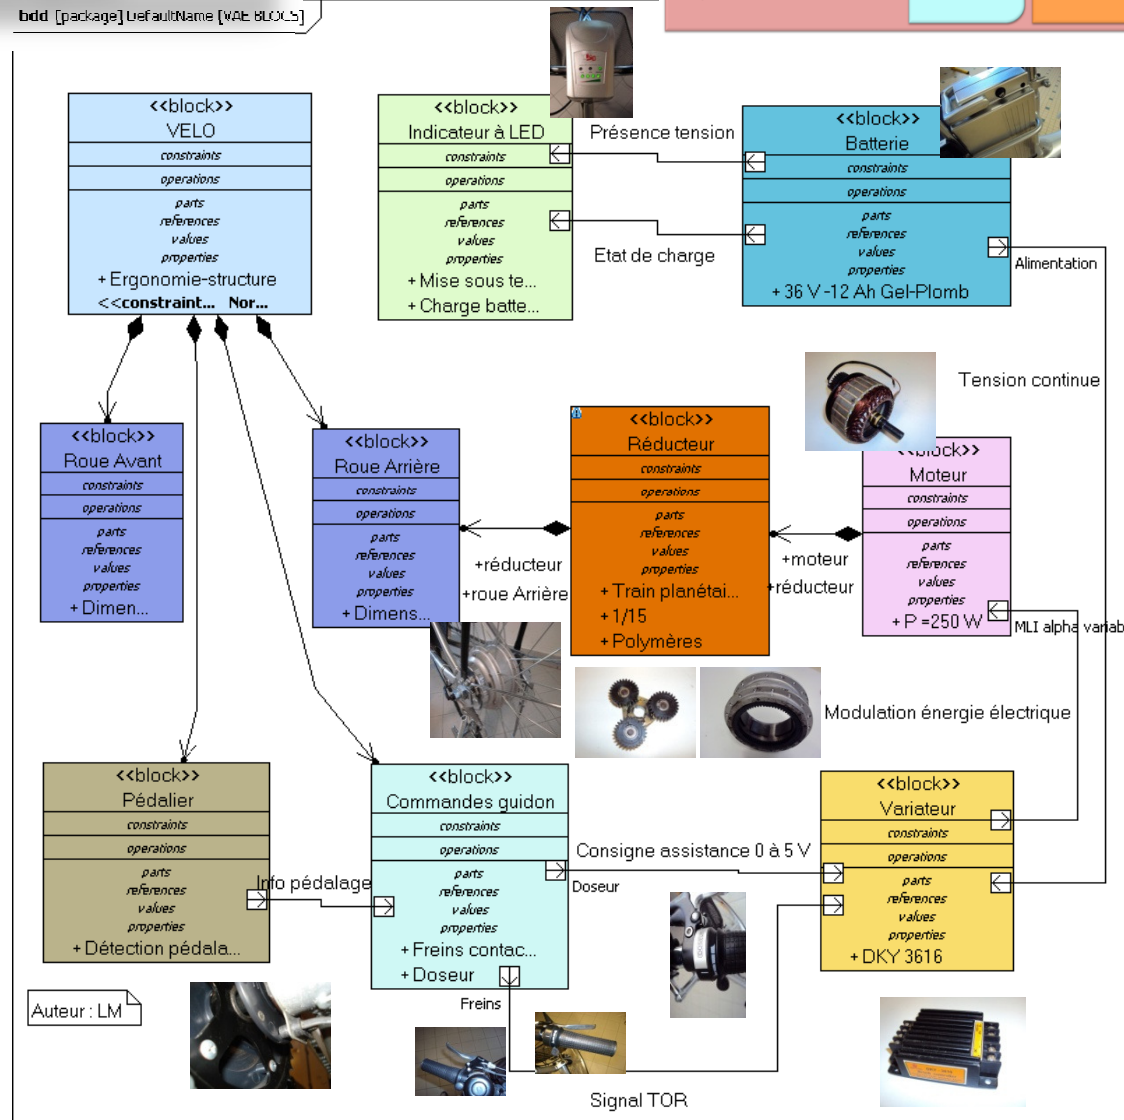 bdd [package] DefaultName [VAE BLOCS]
<<block>>
VELO
constraints
operations
parts
references
values
properties
+ Ergonomie-structure
<<constraint... Nor...
<<block>>
Indicateur à LED
constraints
operations
parts
references
values
properties
+ Mise sous te...
+ Charge batte...
Présence tension
Etat de charge
<<block>>
Batterie
constraints
operations
parts
references
values
properties
+ 36 V -12 Ah Gel-Plomb
Alimentation
Tension continue
<<block>>
Roue Avant
constraints
operations
parts
references
values
properties
+ Dimen...
<<block>>
Roue Arrière
constraints
operations
parts
references
values
properties
+ Dimens...
+réducteur
+roue Arrière
<<block>>
Réducteur
constraints
operations
parts
references
values
properties
+ Train planétai...
+ 1/15
+ Polymères
+moteur
+réducteur
<<block>>
Moteur
constraints
operations
parts
references
values
properties
+ P =250 W
MLI alpha variab
Modulation énergie électrique
<<block>>
Pédalier
constraints
operations
parts
references
values
properties
+ Détection pédala...
Info pédalage
<<block>>
Commandes guidon
constraints
operations
parts
references
values
properties
+ Freins contac...
+ Doseur
Consigne assistance 0 à 5 V
Doseur
Freins
<<block>>
Variateur
constraints
operations
parts
references
values
properties
+ DKY 3616
Auteur : LM
Signal TOR